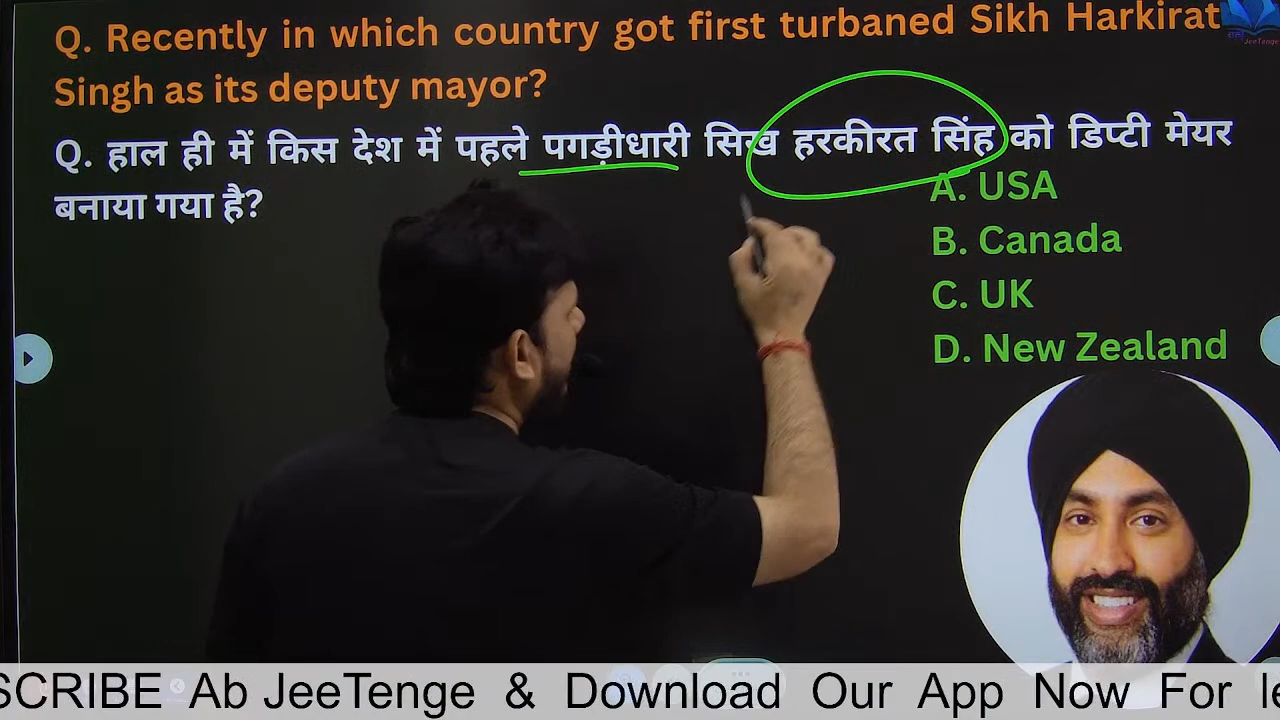 Q. Recently in which country got first turbaned Sikh Harkirat
Singh as its deputy mayor?
Q. हाल ही में किस देश में पहले पगड़ीधारी सिख हरकीरत सिंह को डिप्टी मेयर
बनाया गया है?
A. USA
B. Canada
C. UK
D. New Zealand
JeeTenge
SCRIBE Ab JeeTenge & Download Our App Now For